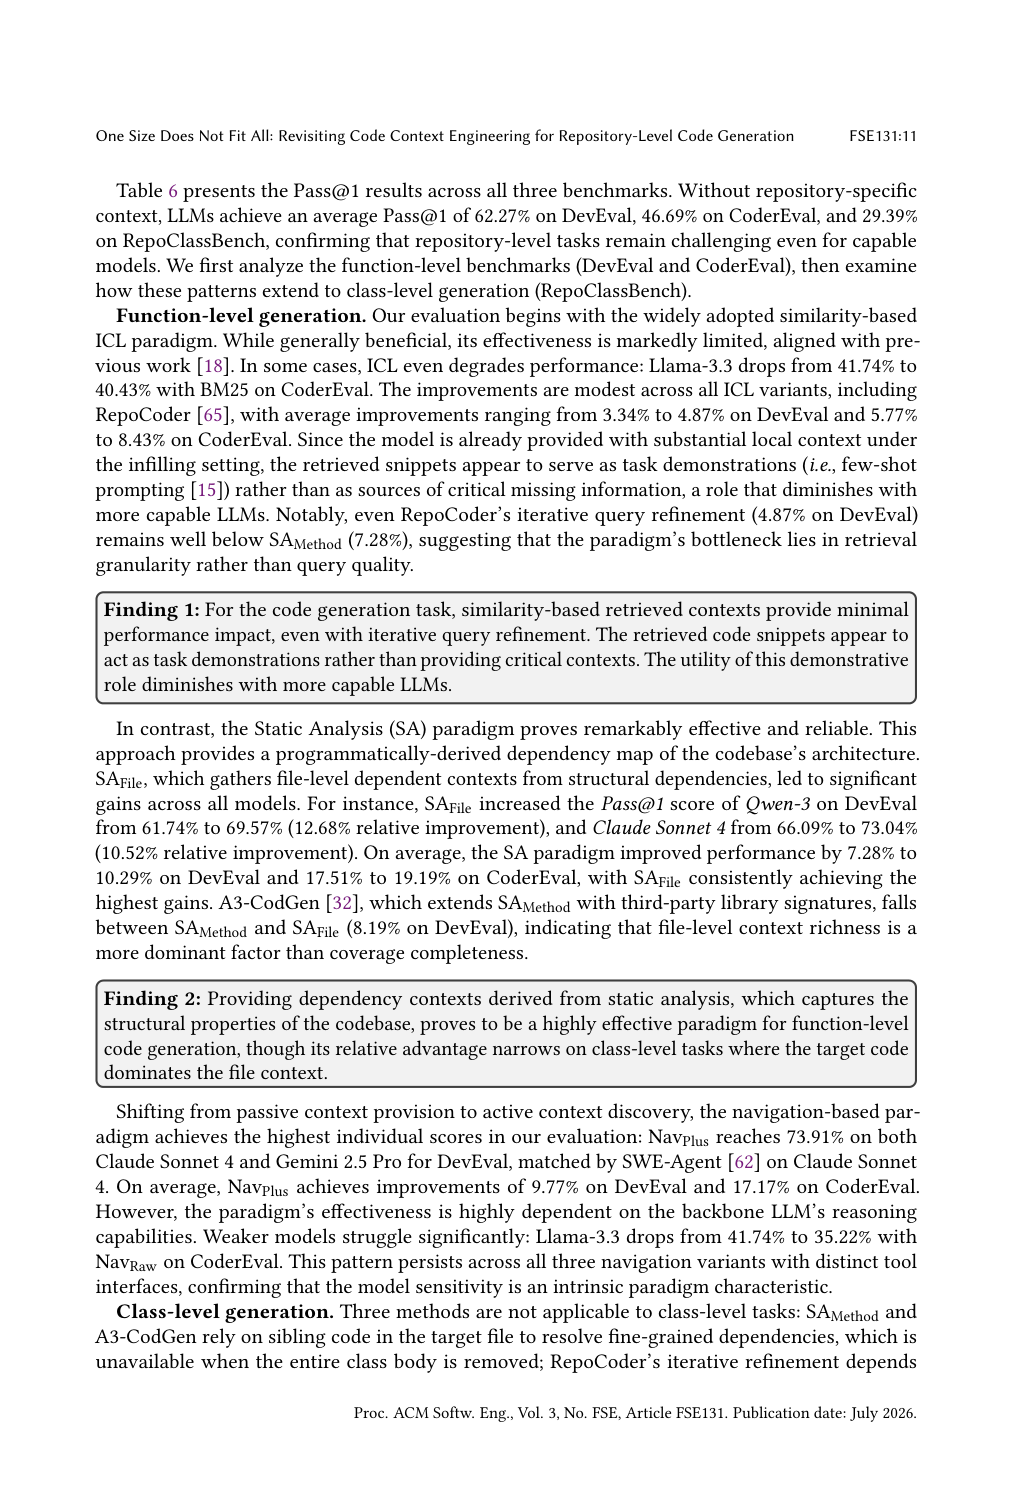 One Size Does Not Fit All: Revisiting Code Context Engineering for Repository-Level Code Generation FSE131:11
Table 6 presents the Pass@1 results across all three benchmarks. Without repository-specific
context, LLMs achieve an average Pass@1 of 62.27% on DevEval, 46.69% on CoderEval, and 29.39%
on RepoClassBench, confirming that repository-level tasks remain challenging even for capable
models. We first analyze the function-level benchmarks (DevEval and CoderEval), then examine
how these patterns extend to class-level generation (RepoClassBench).
Function-level generation. Our evaluation begins with the widely adopted similarity-based
ICL paradigm. While generally beneficial, its effectiveness is markedly limited, aligned with pre-
vious work [18]. In some cases, ICL even degrades performance: Llama-3.3 drops from 41.74% to
40.43% with BM25 on CoderEval. The improvements are modest across all ICL variants, including
RepoCoder [65], with average improvements ranging from 3.34% to 4.87% on DevEval and 5.77%
to 8.43% on CoderEval. Since the model is already provided with substantial local context under
the infilling setting, the retrieved snippets appear to serve as task demonstrations (i.e., few-shot
prompting [15]) rather than as sources of critical missing information, a role that diminishes with
more capable LLMs. Notably, even RepoCoder's iterative query refinement (4.87% on DevEval)
remains well below SAMethod (7.28%), suggesting that the paradigm's bottleneck lies in retrieval
granularity rather than query quality.
Finding 1: For the code generation task, similarity-based retrieved contexts provide minimal
performance impact, even with iterative query refinement. The retrieved code snippets appear to
act as task demonstrations rather than providing critical contexts. The utility of this demonstrative
role diminishes with more capable LLMs.
In contrast, the Static Analysis (SA) paradigm proves remarkably effective and reliable. This
approach provides a programmatically-derived dependency map of the codebase's architecture.
SAFile, which gathers file-level dependent contexts from structural dependencies, led to significant
gains across all models. For instance, SAFile increased the Pass@1 score of Qwen-3 on DevEval
from 61.74% to 69.57% (12.68% relative improvement), and Claude Sonnet 4 from 66.09% to 73.04%
(10.52% relative improvement). On average, the SA paradigm improved performance by 7.28% to
10.29% on DevEval and 17.51% to 19.19% on CoderEval, with SAFile consistently achieving the
highest gains. A3-CodGen [32], which extends SAMethod with third-party library signatures, falls
between SAMethod and SAFile (8.19% on DevEval), indicating that file-level context richness is a
more dominant factor than coverage completeness.
Finding 2: Providing dependency contexts derived from static analysis, which captures the
structural properties of the codebase, proves to be a highly effective paradigm for function-level
code generation, though its relative advantage narrows on class-level tasks where the target code
dominates the file context.
Shifting from passive context provision to active context discovery, the navigation-based par-
adigm achieves the highest individual scores in our evaluation: NavPlus reaches 73.91% on both
Claude Sonnet 4 and Gemini 2.5 Pro for DevEval, matched by SWE-Agent [62] on Claude Sonnet
4. On average, NavPlus achieves improvements of 9.77% on DevEval and 17.17% on CoderEval.
However, the paradigm's effectiveness is highly dependent on the backbone LLM's reasoning
capabilities. Weaker models struggle significantly: Llama-3.3 drops from 41.74% to 35.22% with
NavRaw on CoderEval. This pattern persists across all three navigation variants with distinct tool
interfaces, confirming that the model sensitivity is an intrinsic paradigm characteristic.
Class-level generation. Three methods are not applicable to class-level tasks: SAMethod and
A3-CodGen rely on sibling code in the target file to resolve fine-grained dependencies, which is
unavailable when the entire class body is removed; RepoCoder's iterative refinement depends
Proc. ACM Softw. Eng., Vol. 3, No. FSE, Article FSE131. Publication date: July 2026.